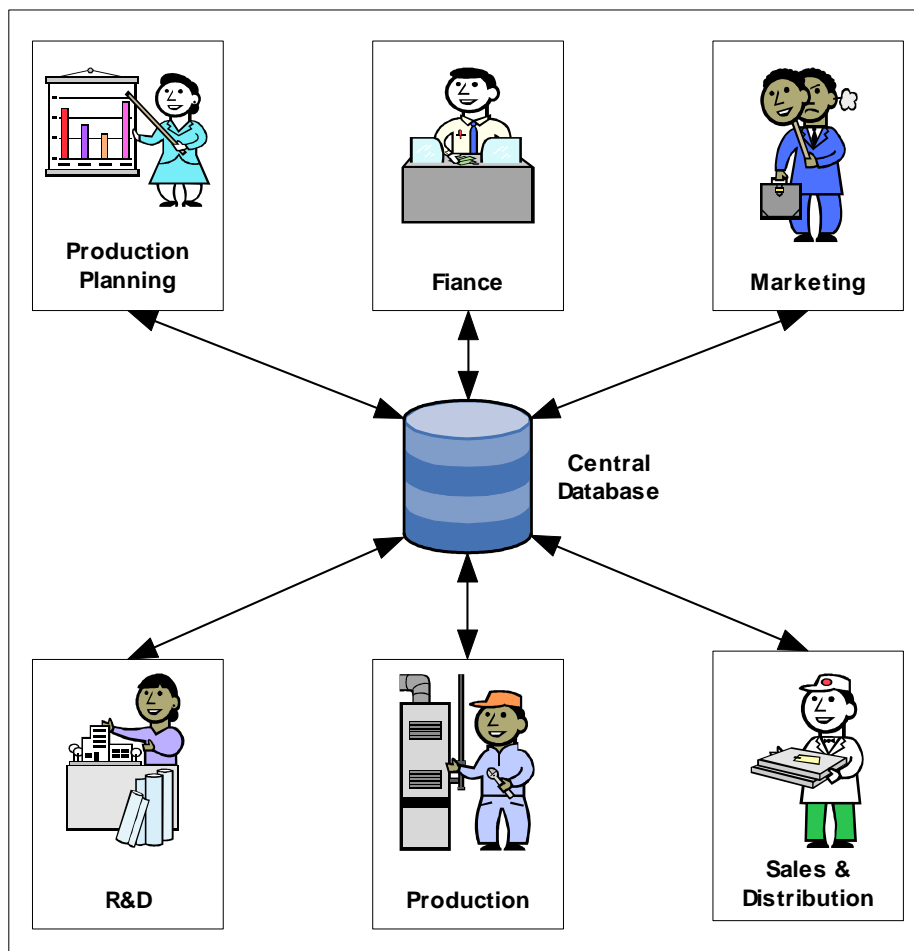 Production
Planning
Fiance
Marketing
Central
Database
R&D
Production
Sales &
Distribution